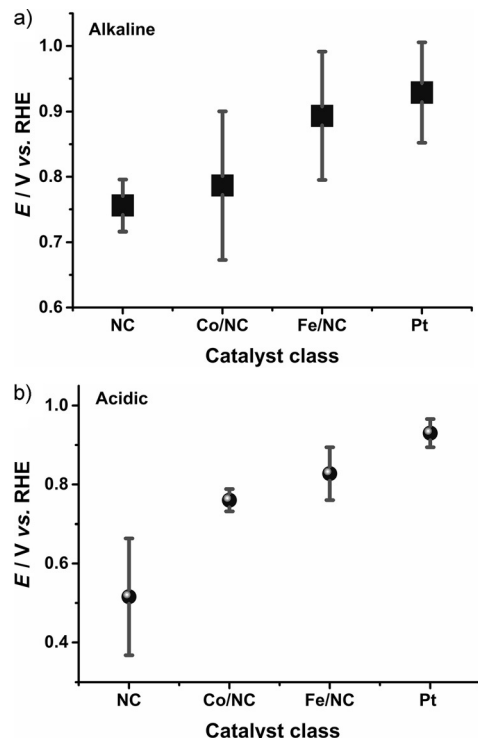 a)
Alkaline
1.0
0.9
0.8
0.7
0.6
E / V vs. RHE
NC Co/NC Fe/NC Pt
Catalyst class
b)
Acidic
1.0
0.8
0.6
0.4
E / V vs. RHE
NC Co/NC Fe/NC Pt
Catalyst class